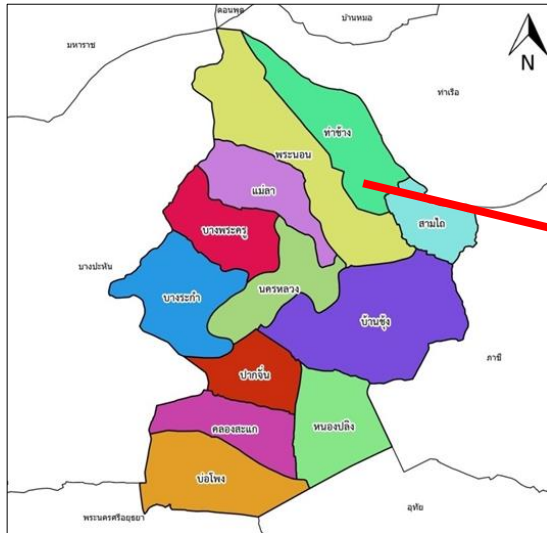 ดอนพุด
บ้านหมอ
มหาราช
N
ท่าเรือ
ท่าช้าง
พระนอน
แม่ลา
สามไถ
บางพระครู
บางปะหัน
บางระกำ
นครหลวง
บ้านชุ้ง
ภาชี
ปากจั่น
คลองสะแก
หนองปลิง
บ่อโพง
พระนครศรีอยุธยา
อุทัย